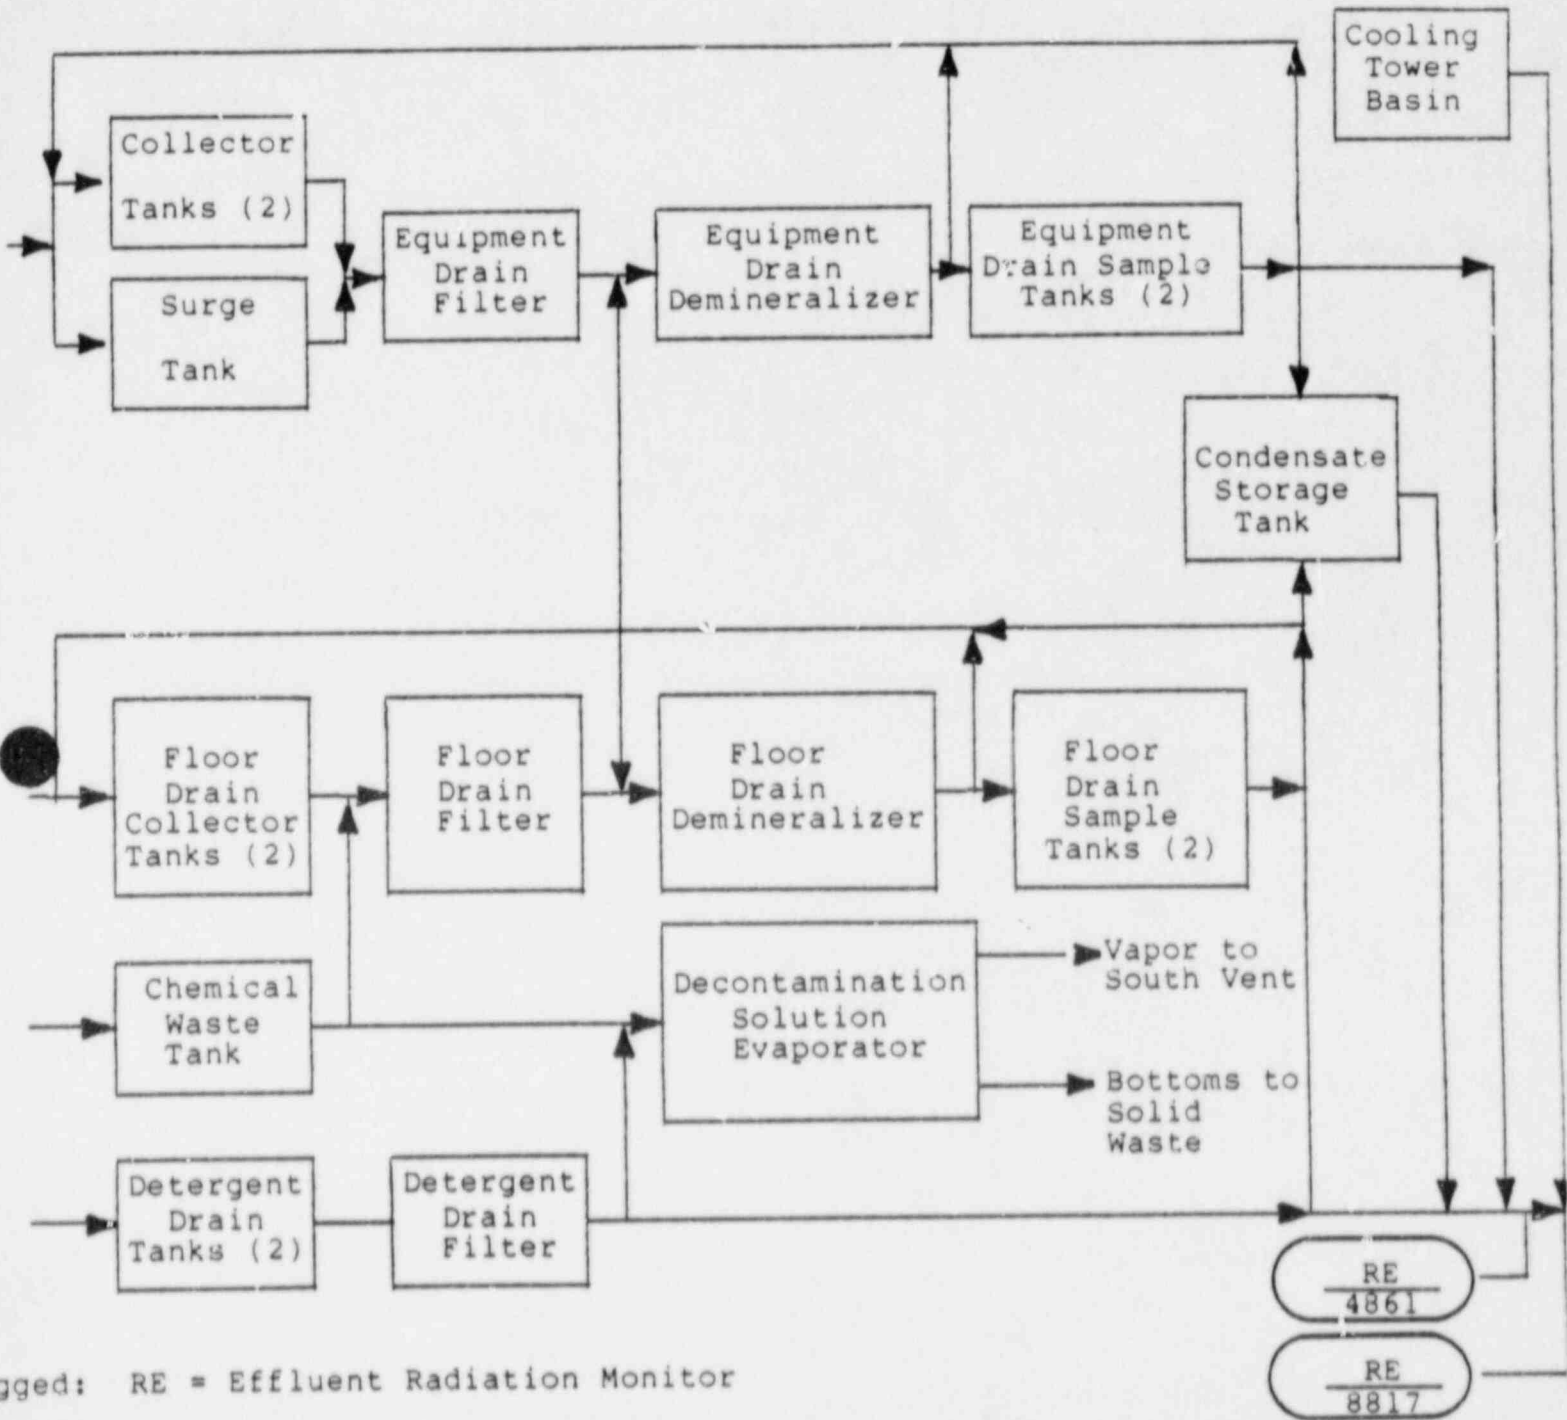 Cooling
Tower
Basin
Collector
Tanks (2)
Surge
Tank
Equipment
Drain
Filter
Equipment
Drain
Demineralizer
Equipment
Drain Sample
Tanks (2)
Condensate
Storage
Tank
Floor
Drain
Collector
Tanks (2)
Floor
Drain
Filter
Floor
Drain
Demineralizer
Floor
Drain
Sample
Tanks (2)
Chemical
Waste
Tank
Decontamination
Solution
Evaporator
Vapor to
South Vent
Bottoms to
Solid
Waste
Detergent
Drain
Tanks (2)
Detergent
Drain
Filter
RE
4861
RE
8817
gged: RE = Effluent Radiation Monitor